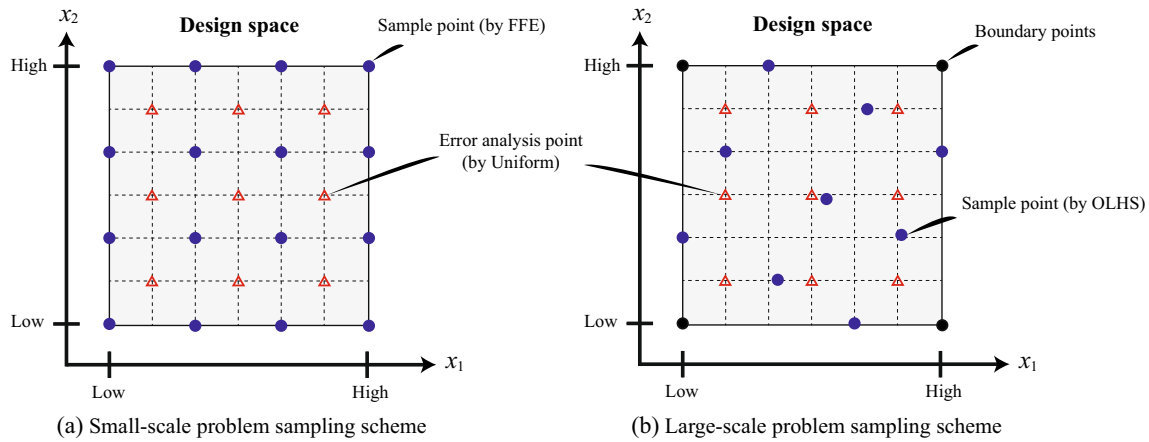 x2
Design space
Sample point (by FFE)
High
Low
Low
High
x1
(a) Small-scale problem sampling scheme
Error analysis point
(by Uniform)
x2
Design space
Boundary points
High
Sample point (by OLHS)
Low
Low
High
x1
(b) Large-scale problem sampling scheme